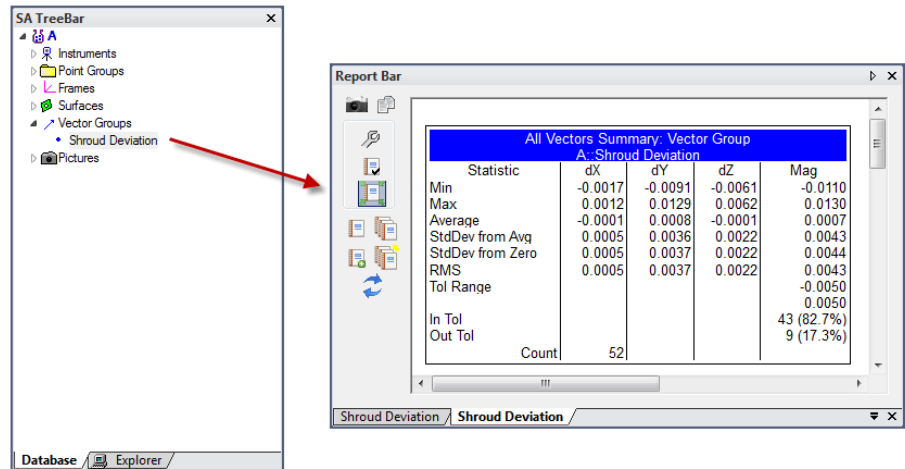 SA TreeBar
A
Instruments
Point Groups
Frames
Surfaces
Vector Groups
Shroud Deviation
Pictures
Database
Explorer
Report Bar
All Vectors Summary: Vector Group
A::Shroud Deviation
Statistic dX dY dZ Mag
Min -0.0017 -0.0091 -0.0061 -0.0110
Max 0.0012 0.0129 0.0062 0.0130
Average -0.0001 0.0008 -0.0001 0.0007
StdDev from Avg 0.0005 0.0036 0.0022 0.0043
StdDev from Zero 0.0005 0.0037 0.0022 0.0044
RMS 0.0005 0.0037 0.0022 0.0043
Tol Range -0.0050
0.0050
In Tol 43 (82.7%)
Out Tol 9 (17.3%)
Count 52
Shroud Deviation Shroud Deviation